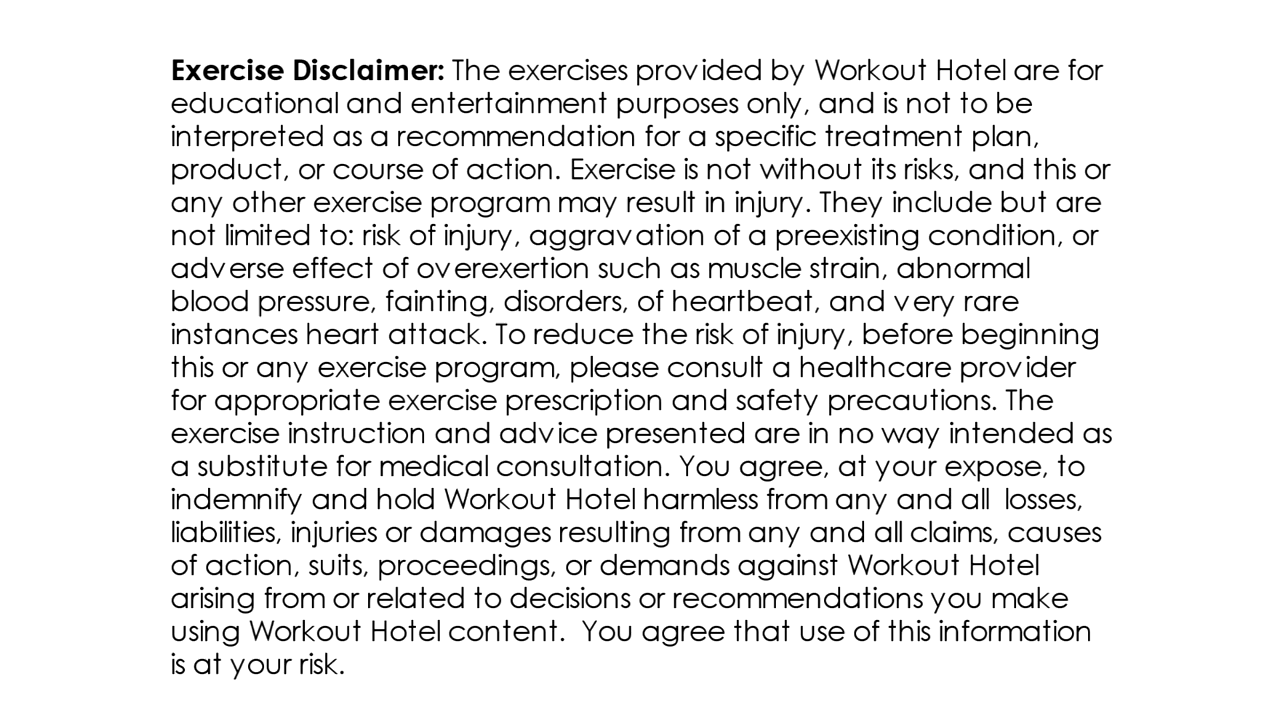 Exercise Disclaimer: The exercises provided by Workout Hotel are for
educational and entertainment purposes only, and is not to be
interpreted as a recommendation for a specific treatment plan,
product, or course of action. Exercise is not without its risks, and this or
any other exercise program may result in injury. They include but are
not limited to: risk of injury, aggravation of a preexisting condition, or
adverse effect of overexertion such as muscle strain, abnormal
blood pressure, fainting, disorders, of heartbeat, and very rare
instances heart attack. To reduce the risk of injury, before beginning
this or any exercise program, please consult a healthcare provider
for appropriate exercise prescription and safety precautions. The
exercise instruction and advice presented are in no way intended as
a substitute for medical consultation. You agree, at your expose, to
indemnify and hold Workout Hotel harmless from any and all  losses,
liabilities, injuries or damages resulting from any and all claims, causes
of action, suits, proceedings, or demands against Workout Hotel
arising from or related to decisions or recommendations you make
using Workout Hotel content.  You agree that use of this information
is at your risk.